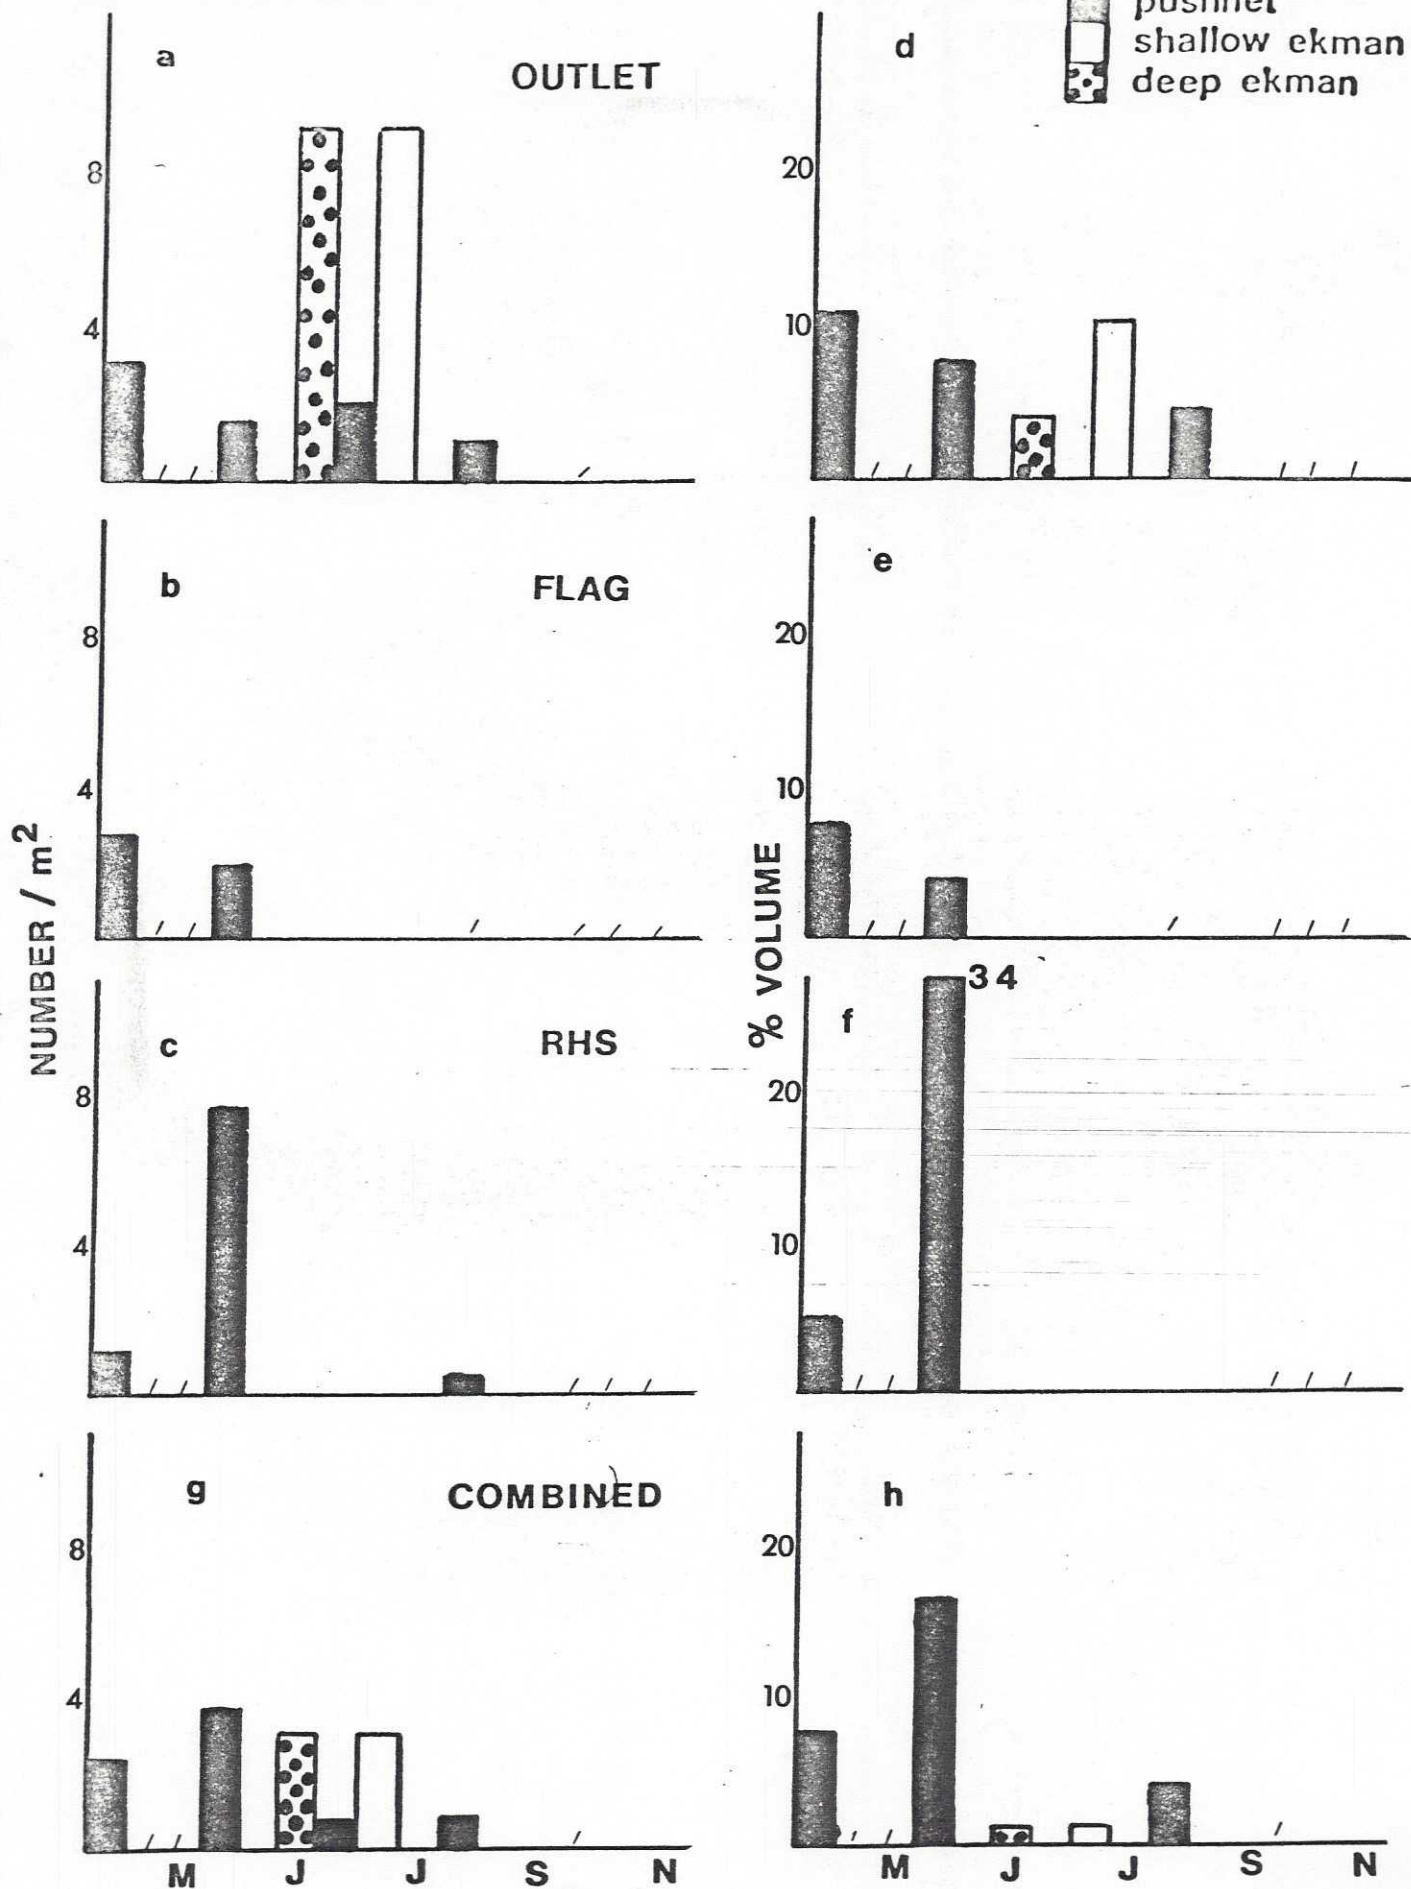 pushnet
shallow ekman
deep ekman
a
OUTLET
8
4
d
20
10
b
FLAG
8
4
e
20
10
NUMBER / m²
% VOLUME
c
RHS
8
4
f
34
20
10
g
COMBINED
8
4
h
20
10
M J J S N
M J J S N